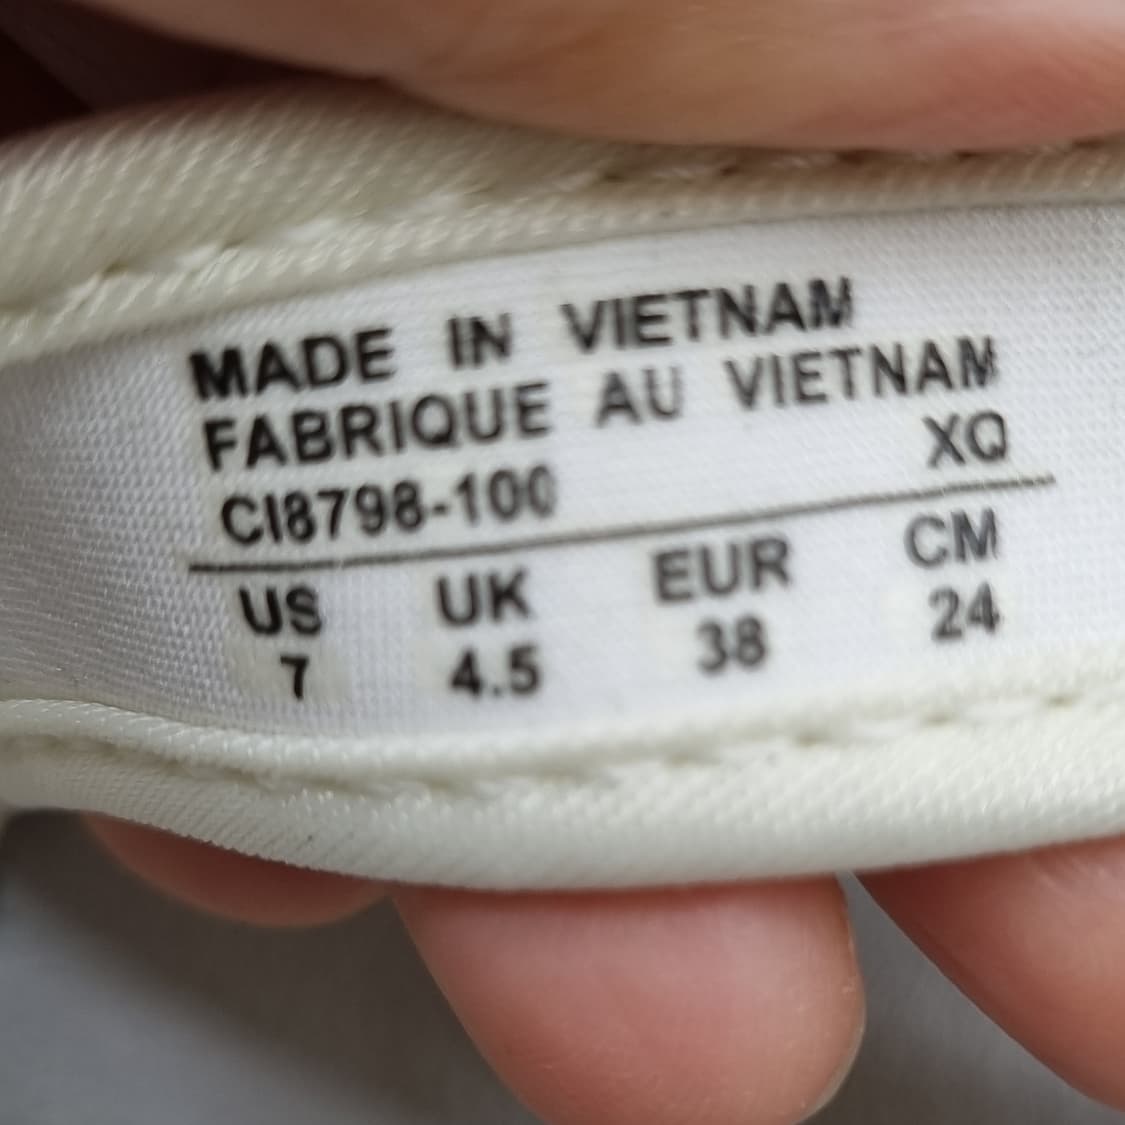 MADE IN VIETNAM
FABRIQUE AU VIETNAM
CI8798-100 XQ
US UK EUR CM
7 4.5 38 24